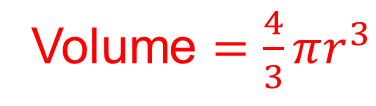 Volume = 4/3 πr³